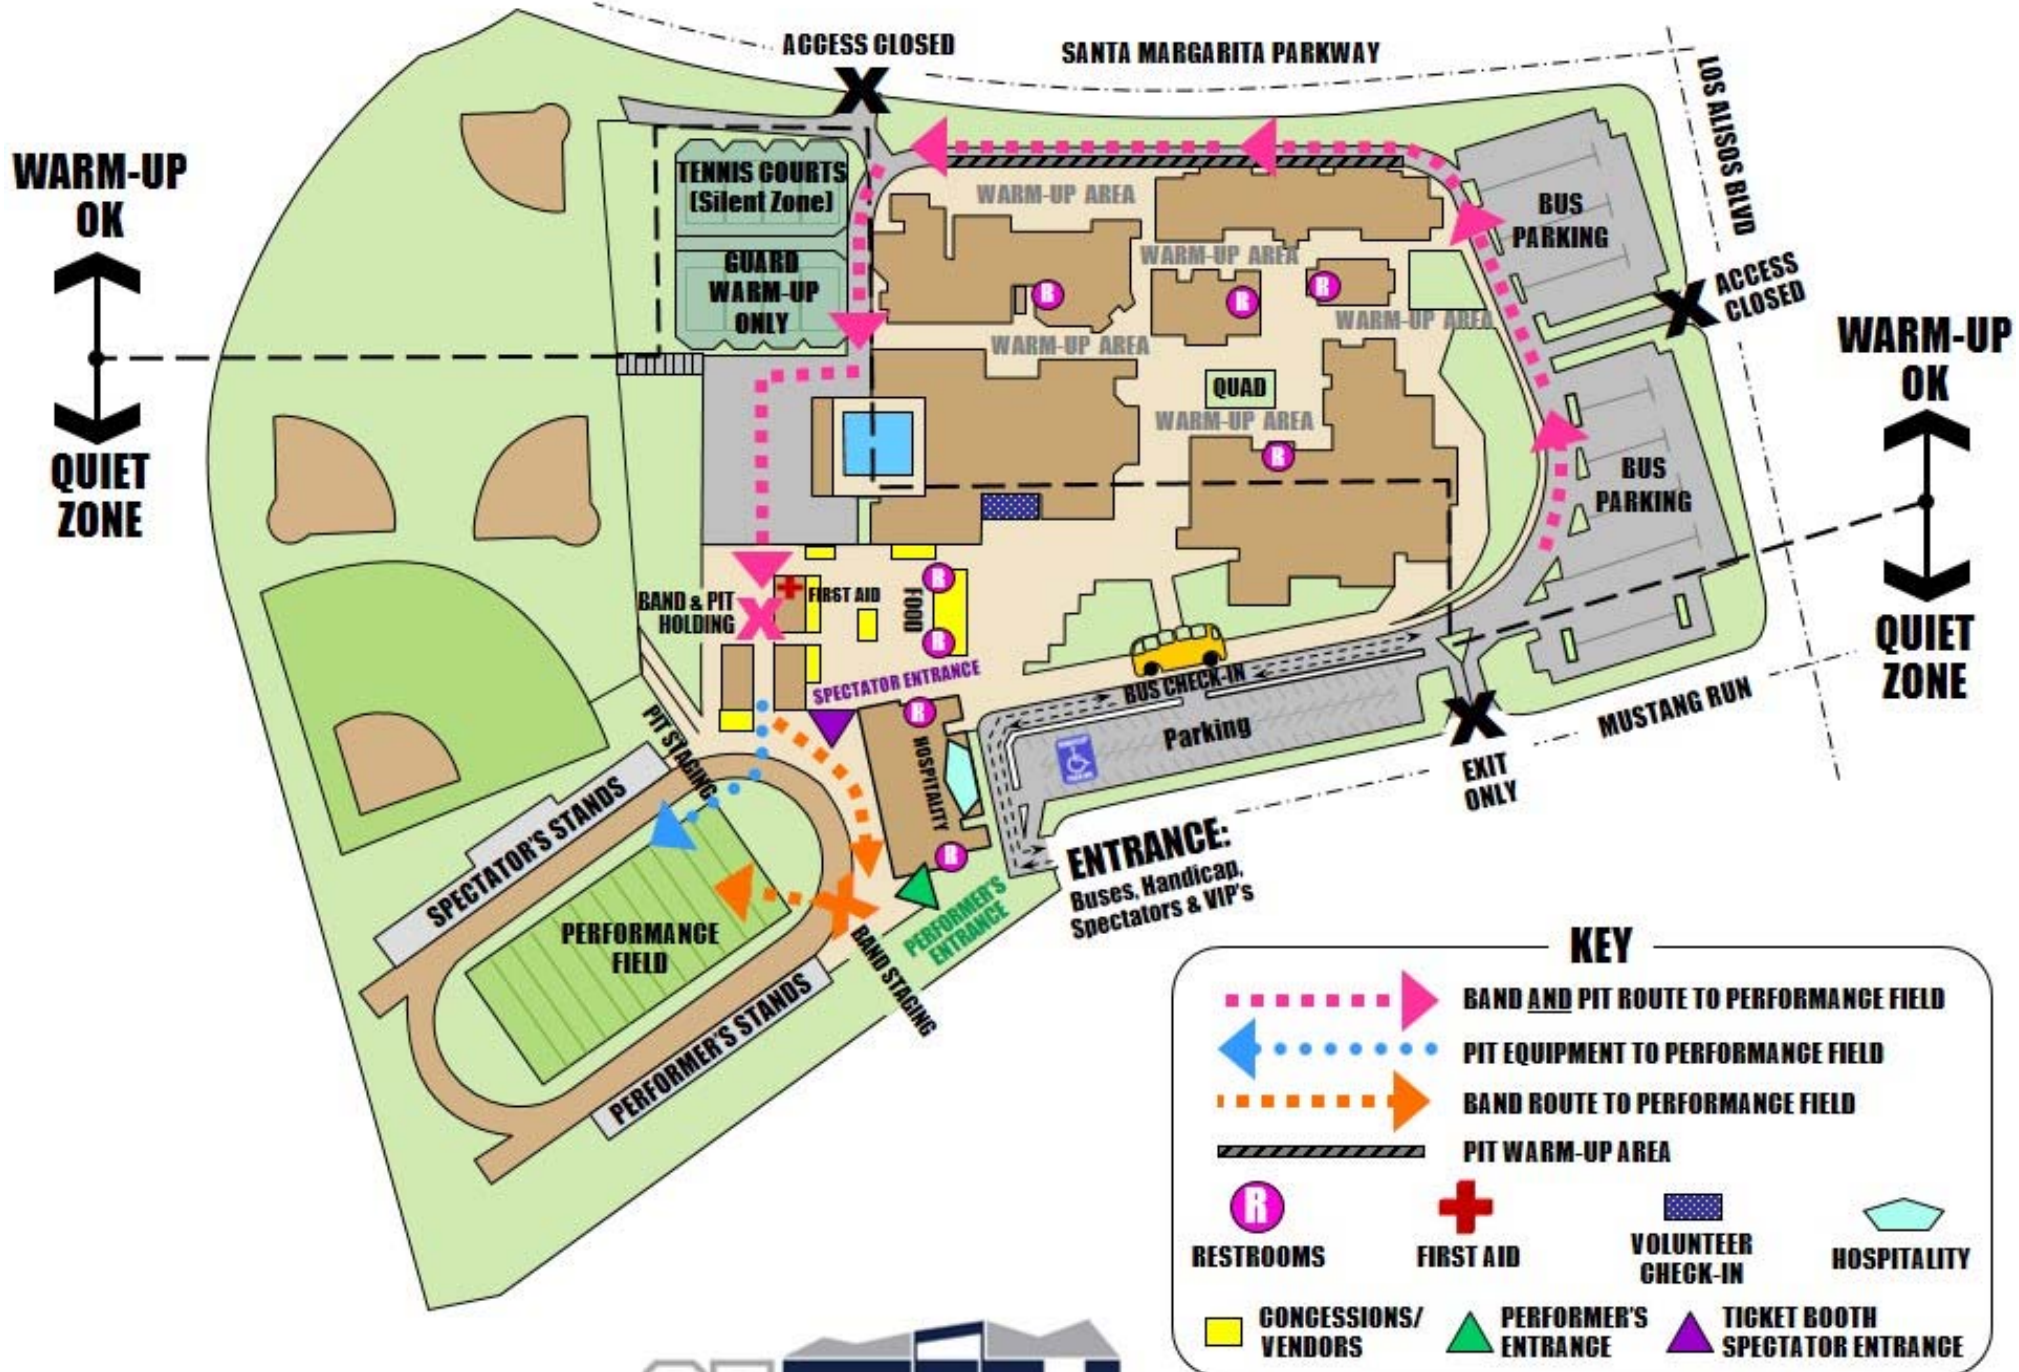 ACCESS CLOSED
SANTA MARGARITA PARKWAY
LOS ALISOS BLVD
WARM-UP
OK
QUIET
ZONE
TENNIS COURTS
(Silent Zone)
GUARD
WARM-UP
ONLY
WARM-UP AREA
WARM-UP AREA
WARM-UP AREA
WARM-UP AREA
WARM-UP AREA
BUS
PARKING
ACCESS
CLOSED
WARM-UP
OK
QUIET
ZONE
R
R
R
QUAD
R
BUS
PARKING
BAND & PIT
HOLDING
X
FIRST AID
FOOD
R
R
SPECTATOR ENTRANCE
BUS CHECK-IN
Parking
MUSTANG RUN
EXIT
ONLY
PIT STAGING
R
HOSPITALITY
R
SPECTATOR'S STANDS
PERFORMANCE
FIELD
PERFORMER'S STANDS
BAND STAGING
PERFORMER'S
ENTRANCE
ENTRANCE:
Buses, Handicap,
Spectators & VIP's
KEY
BAND AND PIT ROUTE TO PERFORMANCE FIELD
PIT EQUIPMENT TO PERFORMANCE FIELD
BAND ROUTE TO PERFORMANCE FIELD
PIT WARM-UP AREA
R
RESTROOMS
FIRST AID
VOLUNTEER
CHECK-IN
HOSPITALITY
CONCESSIONS/
VENDORS
PERFORMER'S
ENTRANCE
TICKET BOOTH
SPECTATOR ENTRANCE